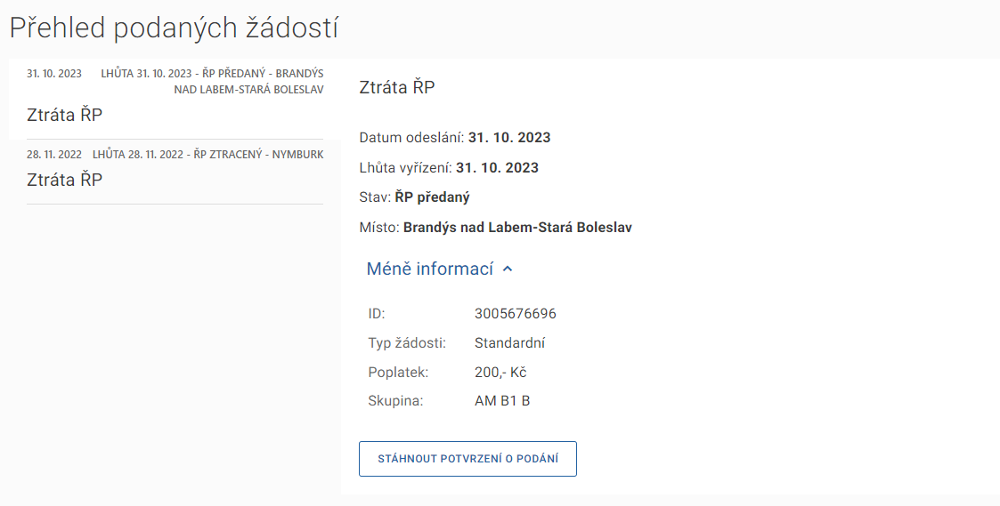 Přehled podaných žádostí
31. 10. 2023 LHŮTA 31. 10. 2023 - ŘP PŘEDANÝ - BRANDÝS
NAD LABEM-STARÁ BOLESLAV
Ztráta ŘP
28. 11. 2022 LHŮTA 28. 11. 2022 - ŘP ZTRACENÝ - NYMBURK
Ztráta ŘP
Ztráta ŘP
Datum odeslání: 31. 10. 2023
Lhůta vyřízení: 31. 10. 2023
Stav: ŘP předaný
Místo: Brandýs nad Labem-Stará Boleslav
Méně informací
ID: 3005676696
Typ žádosti: Standardní
Poplatek: 200,- Kč
Skupina: AM B1 B
STÁHNOUT POTVRZENÍ O PODÁNÍ